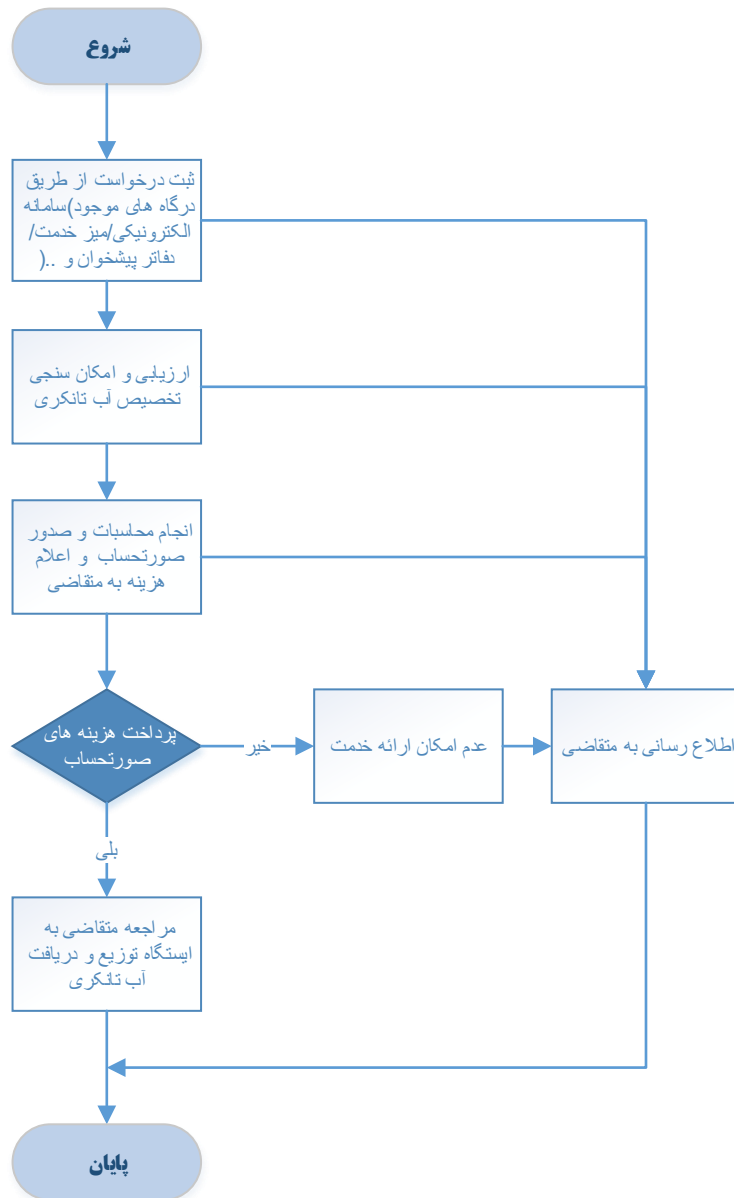 شروع
ثبت درخواست از طریق
درگاه های موجود)سامانه
الکترونیکی/میز خدمت/
دفاتر پیشخوان و ..(
ارزیابی و امکان سنجی
تخصیص آب تانکری
انجام محاسبات و صدور
صورتحساب و اعلام
هزینه به متقاضی
پرداخت هزینه های
صورتحساب
خیر
عدم امکان ارائه خدمت
اطلاع رسانی به متقاضی
بلی
مراجعه متقاضی به
ایستگاه توزیع و دریافت
آب تانکری
پایان